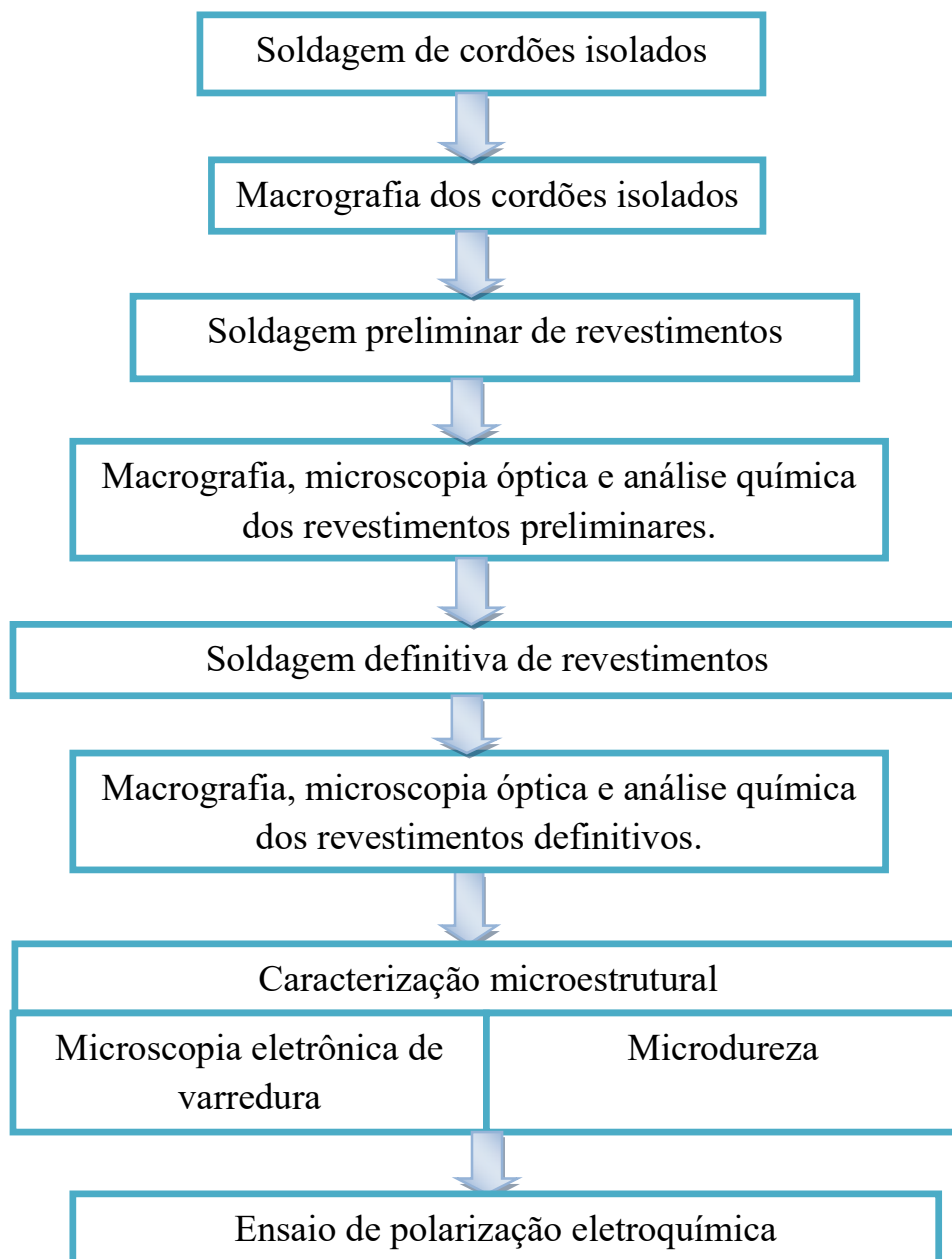 Soldagem de cordões isolados
Macrografia dos cordões isolados
Soldagem preliminar de revestimentos
Macrografia, microscopia óptica e análise química
dos revestimentos preliminares.
Soldagem definitiva de revestimentos
Macrografia, microscopia óptica e análise química
dos revestimentos definitivos.
Caracterização microestrutural
Microscopia eletrônica de
varredura
Microdureza
Ensaio de polarização eletroquímica